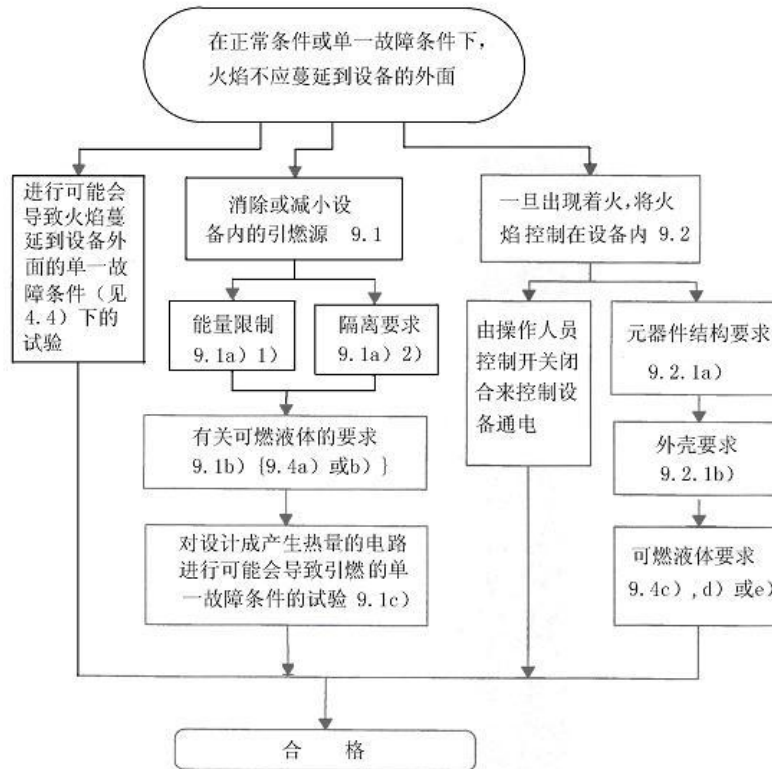 在正常条件或单一故障条件下，
火焰不应蔓延到设备的外面
进行可能会
导致火焰蔓
延到设备外
面的单一故
障条件（见
4.4）下的
试验
消除或减小设
备内的引燃源 9.1
能量限制
9.1a）1）
隔离要求
9.1a）2）
有关可燃液体的要求
9.1b）{9.4a）或b）}
对设计成产生热量的电路
进行可能会导致引燃的单
一故障条件的试验 9.1c）
一旦出现着火，将火
焰控制在设备内 9.2
由操作人员
控制开关闭
合来控制设
备通电
元器件结构要求
9.2.1a）
外壳要求
9.2.1b）
可燃液体要求
9.4c），d）或e）
合 格